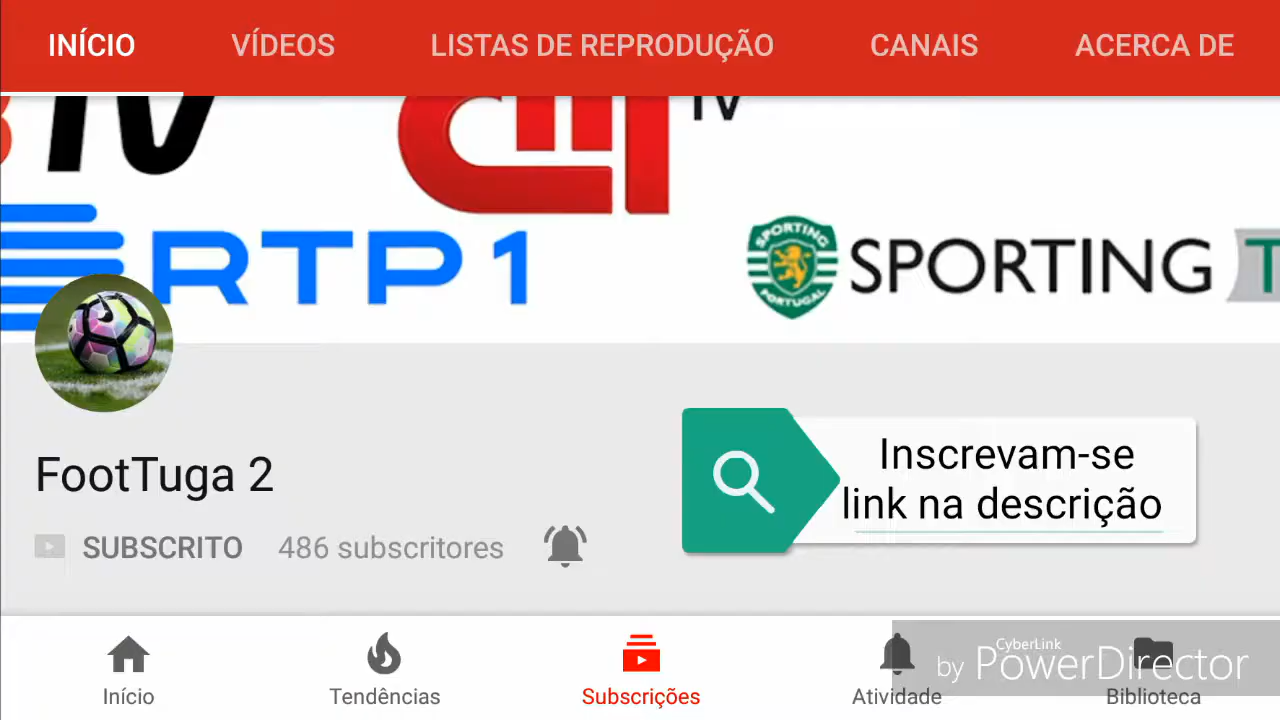 INÍCIO VÍDEOS LISTAS DE REPRODUÇÃO CANAIS ACERCA DE
TV
RTP 1
SPORTING
PORTUGAL
SPORTING T
FootTuga 2
SUBSCRITO 486 subscritores
Inscrevam-se
link na descrição
Início Tendências Subscrições Atividade Biblioteca
CyberLink
by PowerDirector